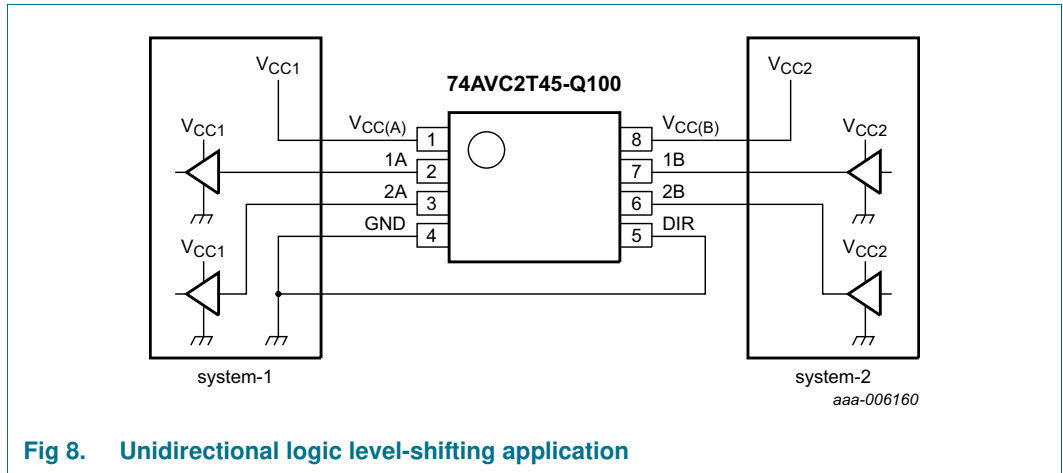 VCC1
74AVC2T45-Q100
VCC2
VCC1
VCC(A)
1
8
VCC(B)
VCC2
1A
2
7
1B
2A
3
6
2B
GND
4
5
DIR
VCC1
VCC2
system-1
system-2
aaa-006160
Fig 8. Unidirectional logic level-shifting application